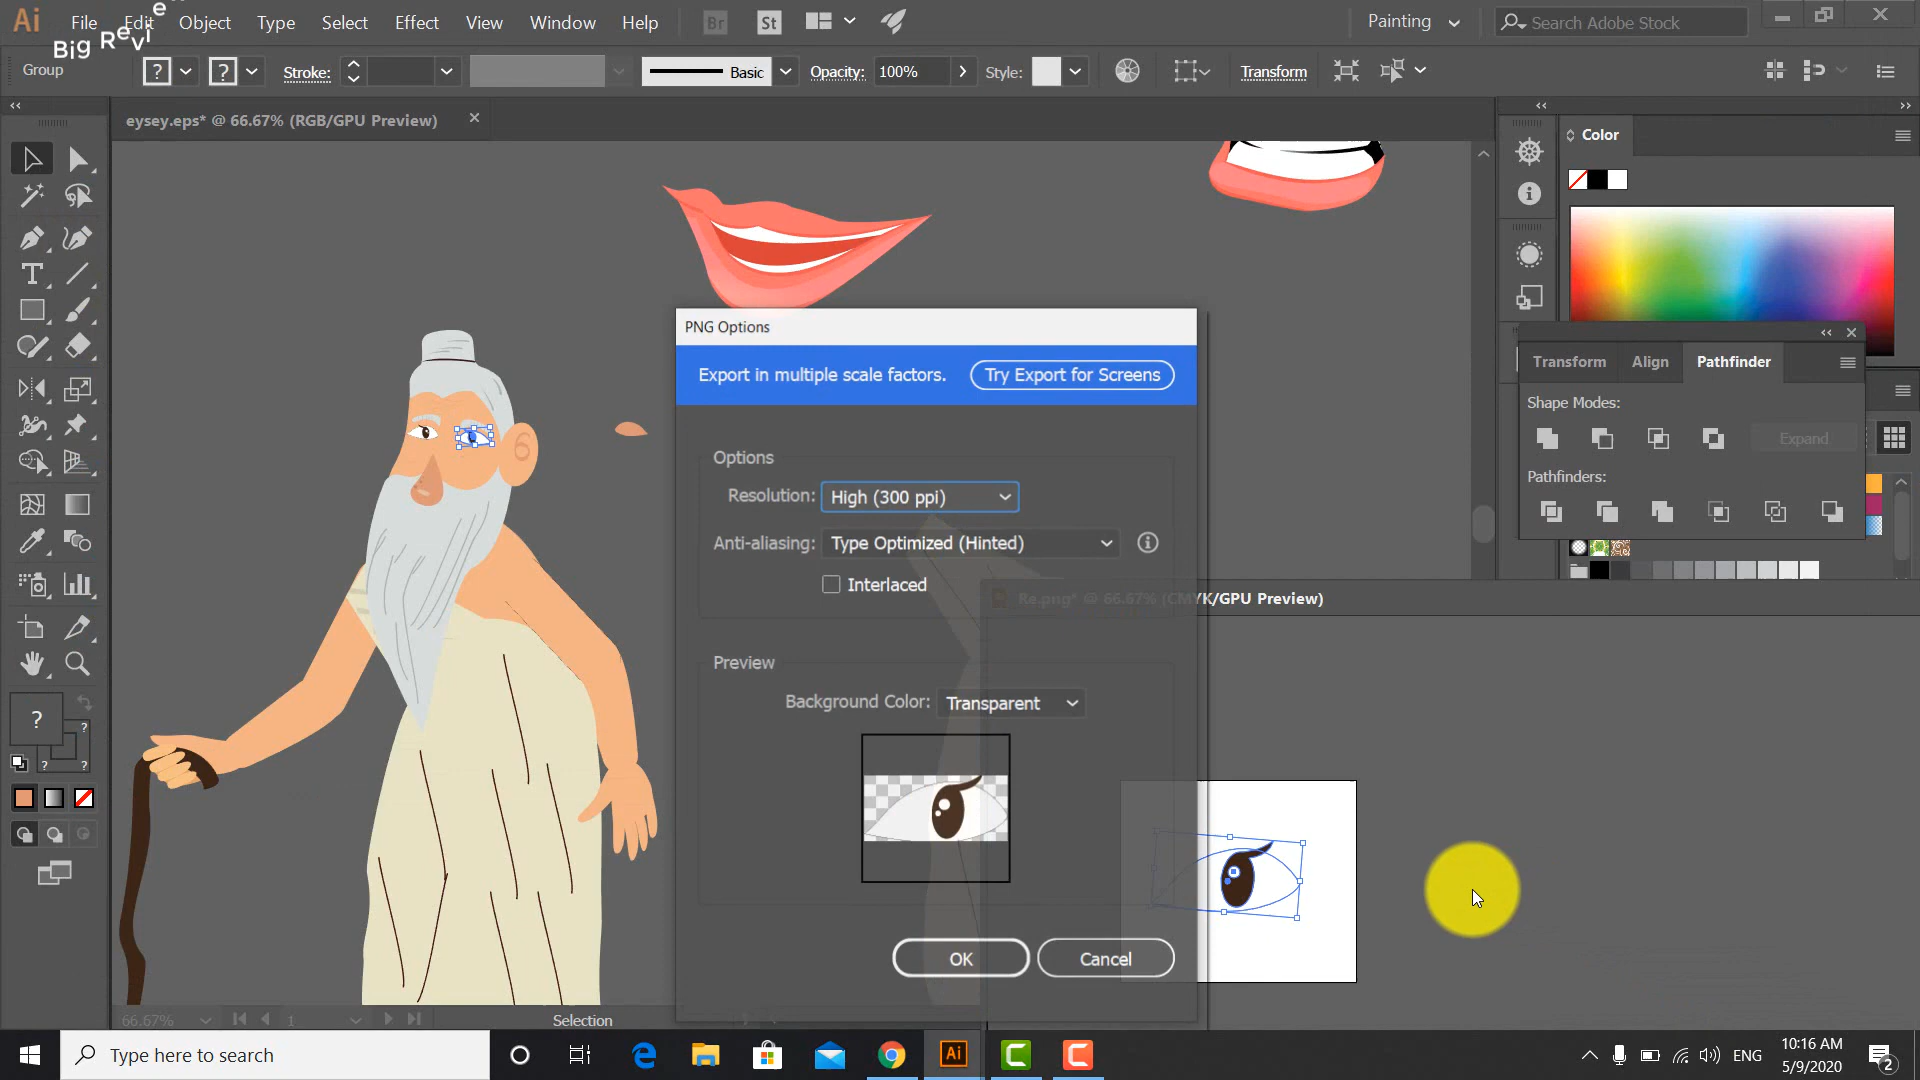 Ai File Edit Object Type Select Effect View Window Help Br St Painting Search Adobe Stock
Big Revie
Group ? ? Stroke: Basic Opacity: 100% Style: Transform
eysey.eps* @ 66.67% (RGB/GPU Preview)
Color
PNG Options
Export in multiple scale factors. Try Export for Screens
Transform Align Pathfinder
Shape Modes:
Expand
Pathfinders:
Options
Resolution: High (300 ppi)
Anti-aliasing: Type Optimized (Hinted)
Interlaced
Re.png* @ 66.67% (CMYK/GPU Preview)
Preview
Background Color: Transparent
?
?
? ?
OK Cancel
66.67% 1 Selection
Type here to search
Ai
ENG
10:16 AM
5/9/2020
2